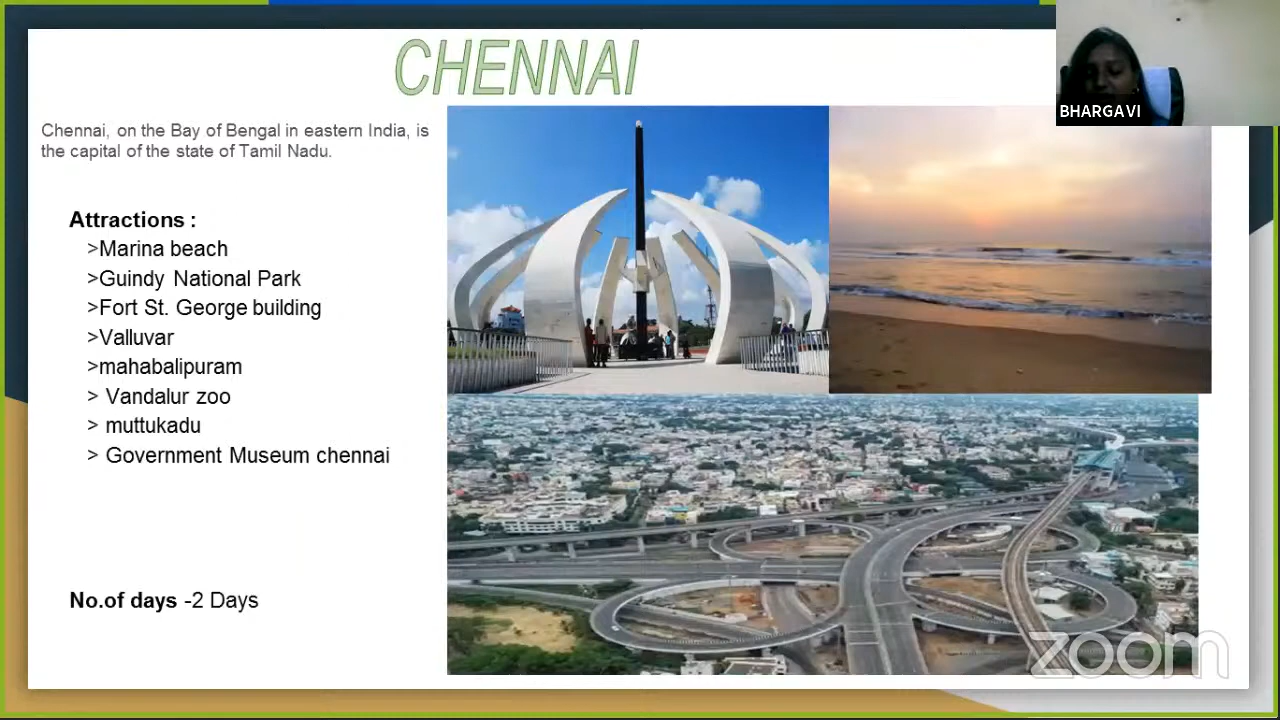 CHENNAI
BHARGAVI
Chennai, on the Bay of Bengal in eastern India, is
the capital of the state of Tamil Nadu.
Attractions :
>Marina beach
>Guindy National Park
>Fort St. George building
>Valluvar
>mahabalipuram
> Vandalur zoo
> muttukadu
> Government Museum chennai
No.of days -2 Days
zoom